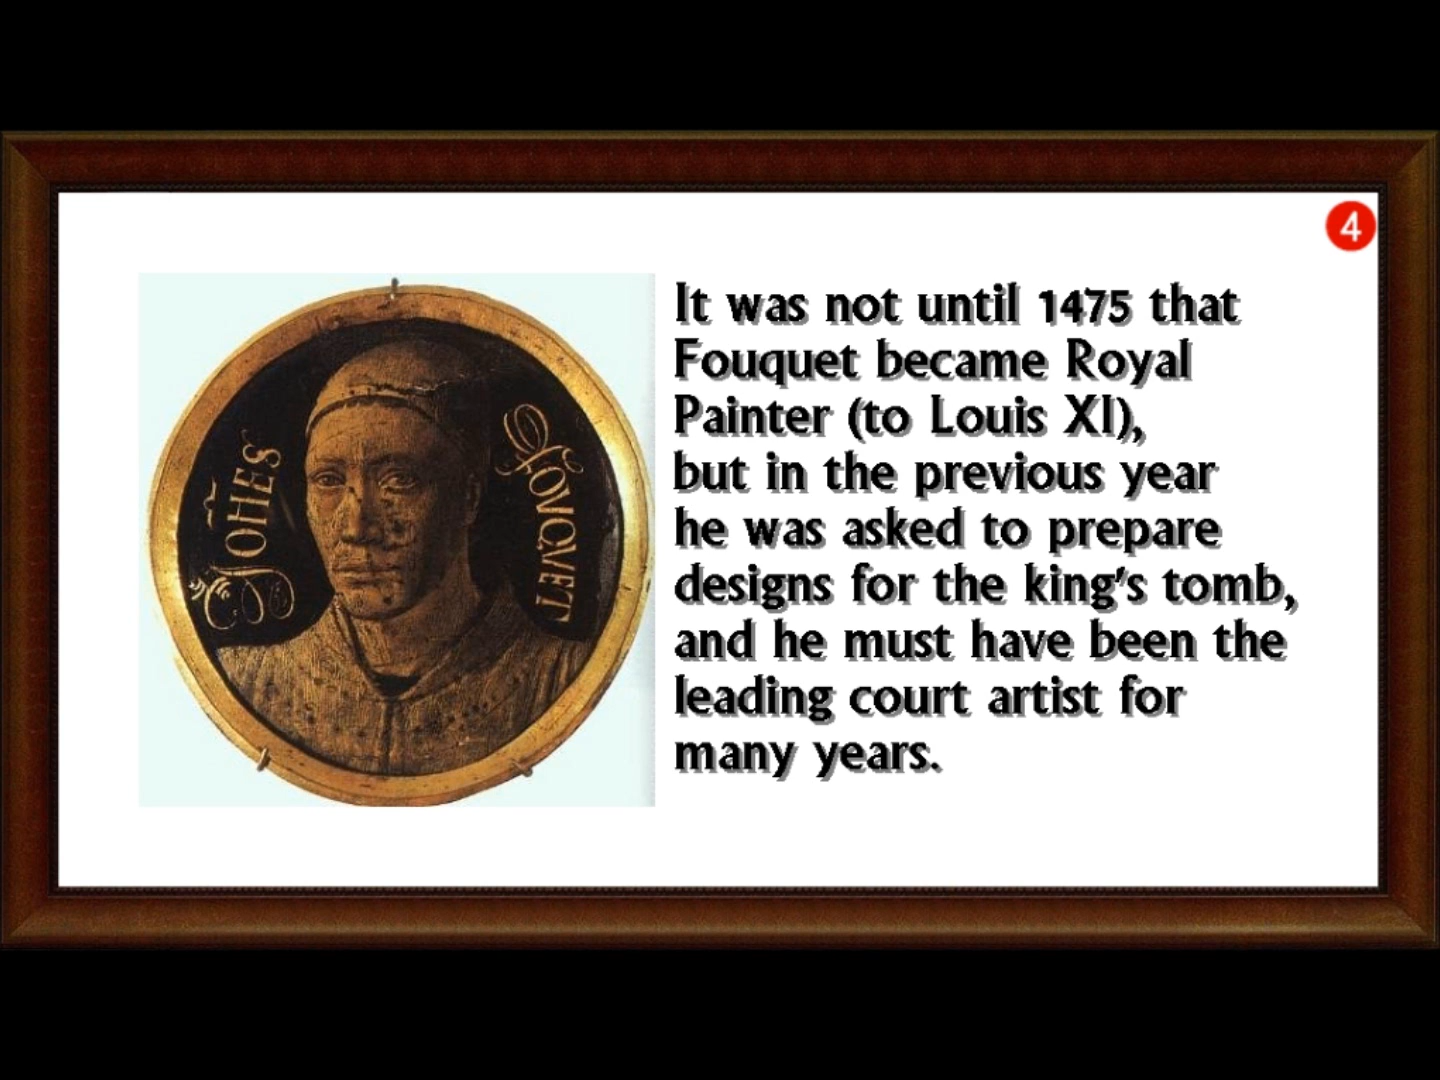 4
It was not until 1475 that
Fouquet became Royal
Painter (to Louis XI),
but in the previous year
he was asked to prepare
designs for the king's tomb,
and he must have been the
leading court artist for
many years.
JOHES
FOUQUET